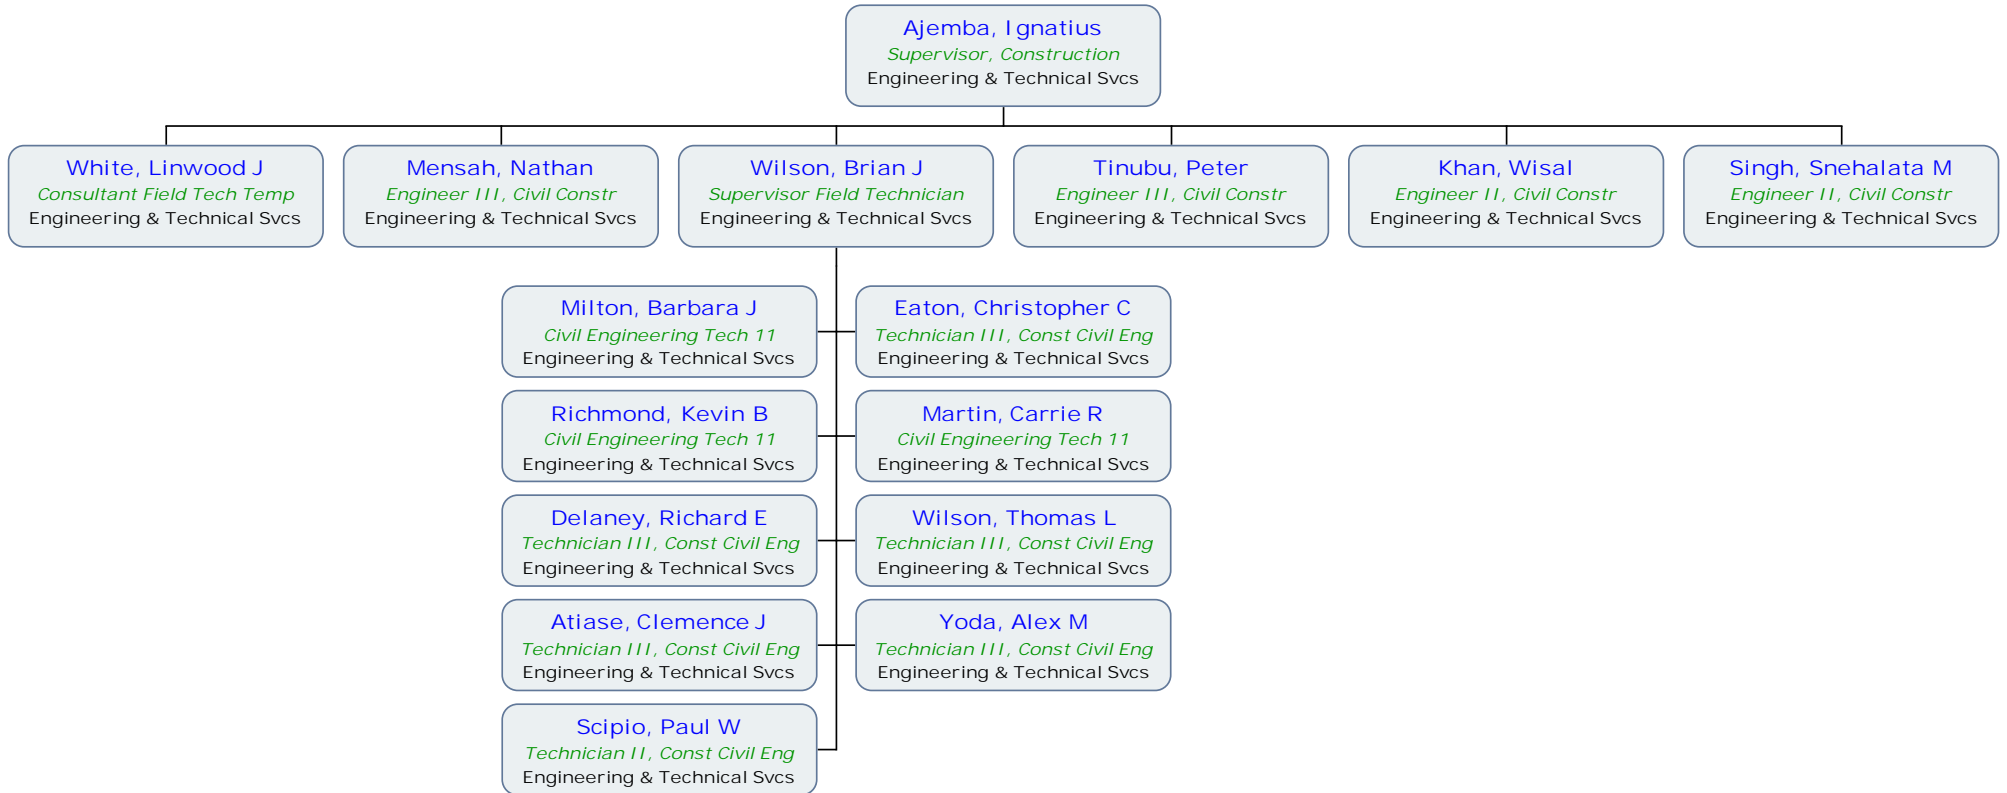 Ajemba, Ignatius
Supervisor, Construction
Engineering & Technical Svcs
White, Linwood J
Consultant Field Tech Temp
Engineering & Technical Svcs
Mensah, Nathan
Engineer III, Civil Constr
Engineering & Technical Svcs
Wilson, Brian J
Supervisor Field Technician
Engineering & Technical Svcs
Tinubu, Peter
Engineer III, Civil Constr
Engineering & Technical Svcs
Khan, Wisal
Engineer II, Civil Constr
Engineering & Technical Svcs
Singh, Snehalata M
Engineer II, Civil Constr
Engineering & Technical Svcs
Milton, Barbara J
Civil Engineering Tech 11
Engineering & Technical Svcs
Eaton, Christopher C
Technician III, Const Civil Eng
Engineering & Technical Svcs
Richmond, Kevin B
Civil Engineering Tech 11
Engineering & Technical Svcs
Martin, Carrie R
Civil Engineering Tech 11
Engineering & Technical Svcs
Delaney, Richard E
Technician III, Const Civil Eng
Engineering & Technical Svcs
Wilson, Thomas L
Technician III, Const Civil Eng
Engineering & Technical Svcs
Atiase, Clemence J
Technician III, Const Civil Eng
Engineering & Technical Svcs
Yoda, Alex M
Technician III, Const Civil Eng
Engineering & Technical Svcs
Scipio, Paul W
Technician II, Const Civil Eng
Engineering & Technical Svcs